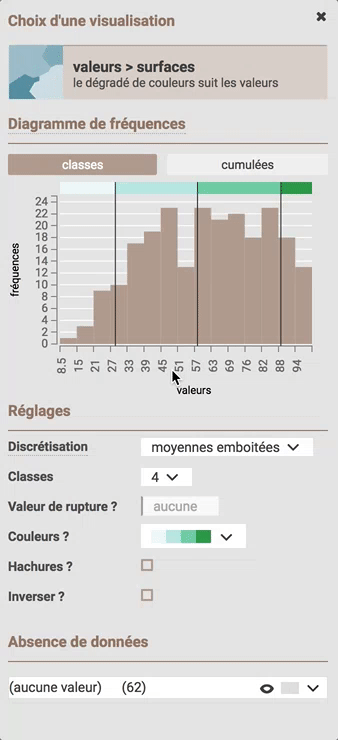 Choix d'une visualisation
valeurs > surfaces
le dégradé de couleurs suit les valeurs
Diagramme de fréquences
classes
cumulées
fréquences
24
22
20
18
16
14
12
10
8
6
4
2
0
8.5 15 21 27 33 39 45 51 57 63 69 76 82 88 94
valeurs
Réglages
Discrétisation moyennes emboitées
Classes 4
Valeur de rupture ? aucune
Couleurs ?
Hachures ?
Inverser ?
Absence de données
(aucune valeur) (62)